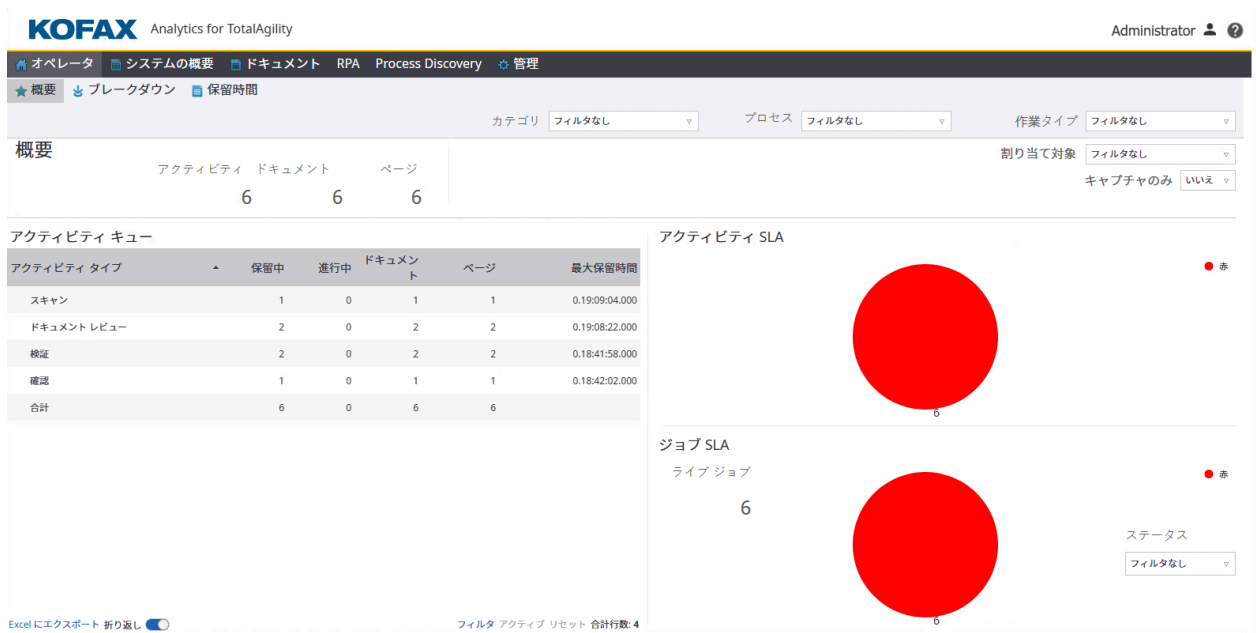 KOFAX Analytics for TotalAgility Administrator
オペレータ システムの概要 ドキュメント RPA Process Discovery 管理
概要 ブレークダウン 保留時間
カテゴリ フィルタなし プロセス フィルタなし 作業タイプ フィルタなし
概要
割り当て対象 フィルタなし
アクティビティ ドキュメント ページ
キャプチャのみ いいえ
6 6 6
アクティビティ キュー
アクティビティ タイプ 保留中 進行中 ドキュメン
ト ページ 最大保留時間
スキャン 1 0 1 1 0.19:09:04.000
ドキュメント レビュー 2 0 2 2 0.19:08:22.000
検証 2 0 2 2 0.18:41:58.000
確認 1 0 1 1 0.18:42:02.000
合計 6 0 6 6
Excel にエクスポート 折り返し フィルタ アクティブ リセット 合計行数: 4
アクティビティ SLA
赤
6
ジョブ SLA
ライブ ジョブ
6
赤
ステータス
フィルタなし
6